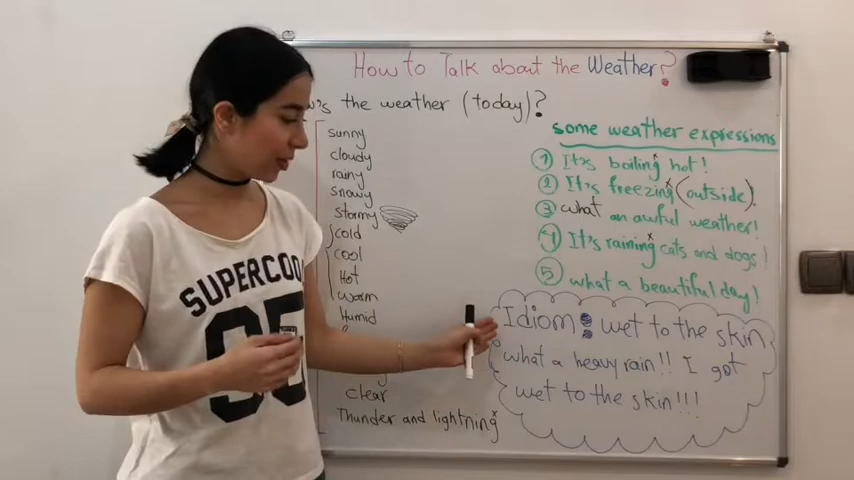 How to Talk about the Weather?
the weather (today)?
sunny
cloudy
rainy
snowy
stormy
cold
cool
Hot
warm
Humid
clear
Thunder and lightning
some weather expressions
1 It's boiling hot!
2 It's freezing (outside).
3 what an awful weather!
4 It's raining cats and dogs!
5 what a beautiful day!
Idiom: wet to the skin
what a heavy rain!! I got
wet to the skin!!!
SUPERCOOL
05